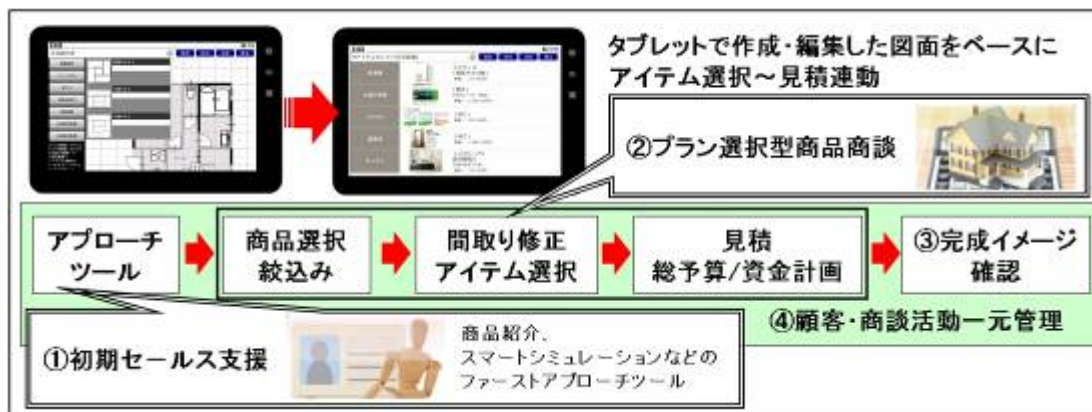 タブレットで作成・編集した図面をベースに
アイテム選択～見積連動
②プラン選択型商品商談
アプローチ
ツール
商品選択
絞込み
間取り修正
アイテム選択
見積
総予算/資金計画
③完成イメージ
確認
④顧客・商談活動一元管理
①初期セールス支援
商品紹介、
スマートシミュレーションなどの
ファーストアプローチツール